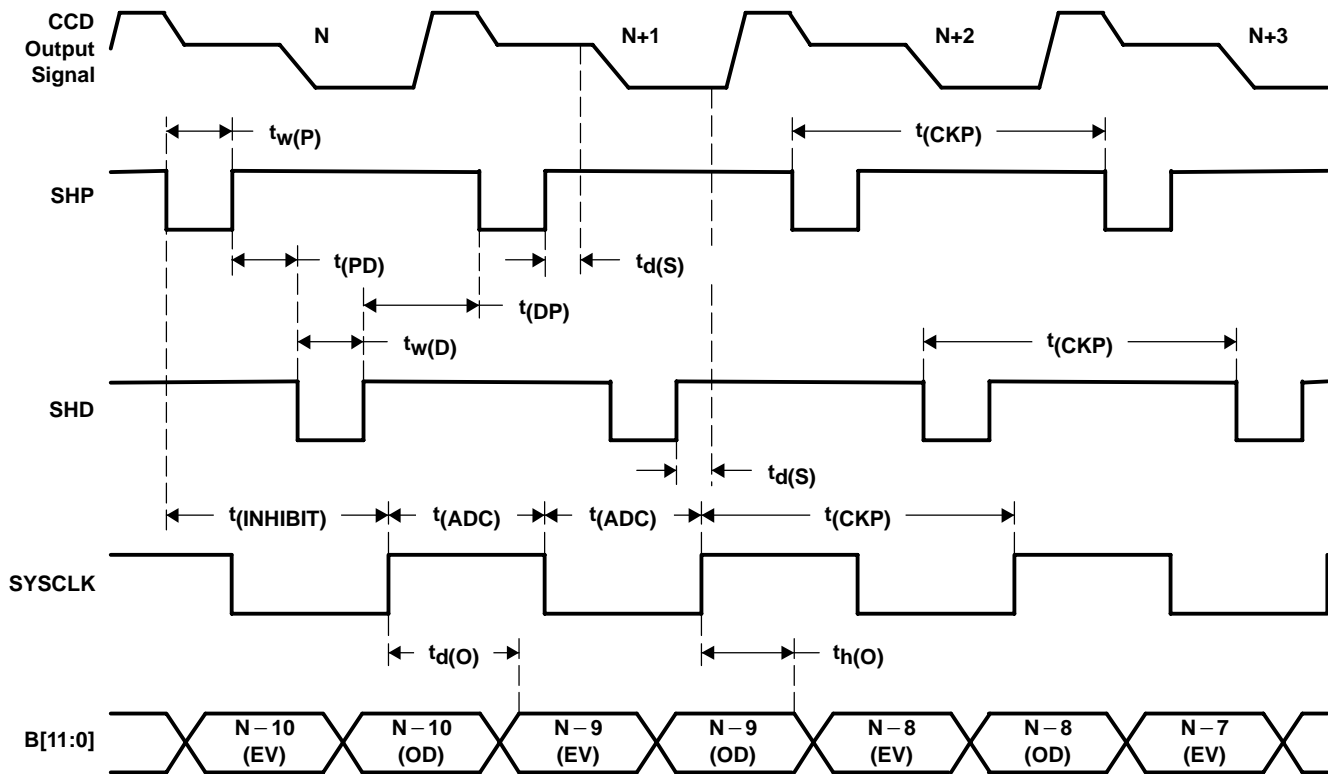 CCD
Output
Signal
N
N+1
N+2
N+3
tw(P)
t(CKP)
SHP
t(PD)
td(S)
t(DP)
tw(D)
t(CKP)
SHD
td(S)
t(INHIBIT)
t(ADC)
t(ADC)
t(CKP)
SYSCLK
td(O)
th(O)
B[11:0]
N−10
(EV)
N−10
(OD)
N−9
(EV)
N−9
(OD)
N−8
(EV)
N−8
(OD)
N−7
(EV)